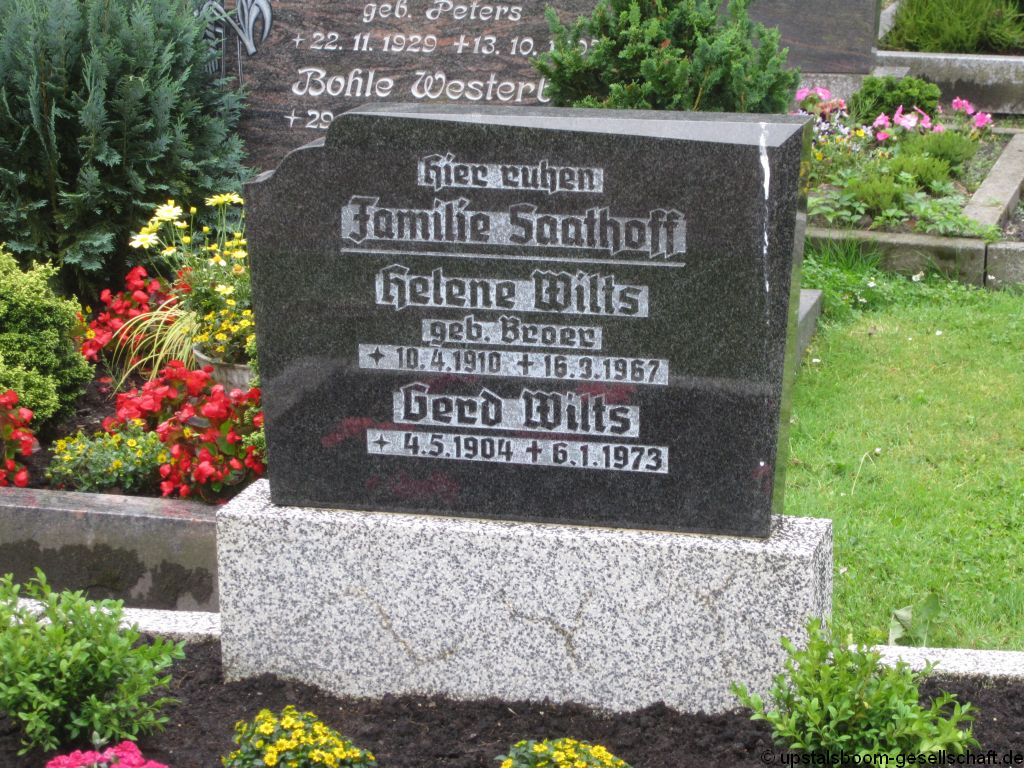 geb. Peters
* 22.11.1929 + 13.10.
Bohle
* 29
Hier ruhen
Familie Saathoff
Helene Wilts
geb. Broer
* 10.4.1910 + 16.3.1967
Gerd Wilts
* 4.5.1904 + 6.1.1973
© upstalsboom-gesellschaft.de